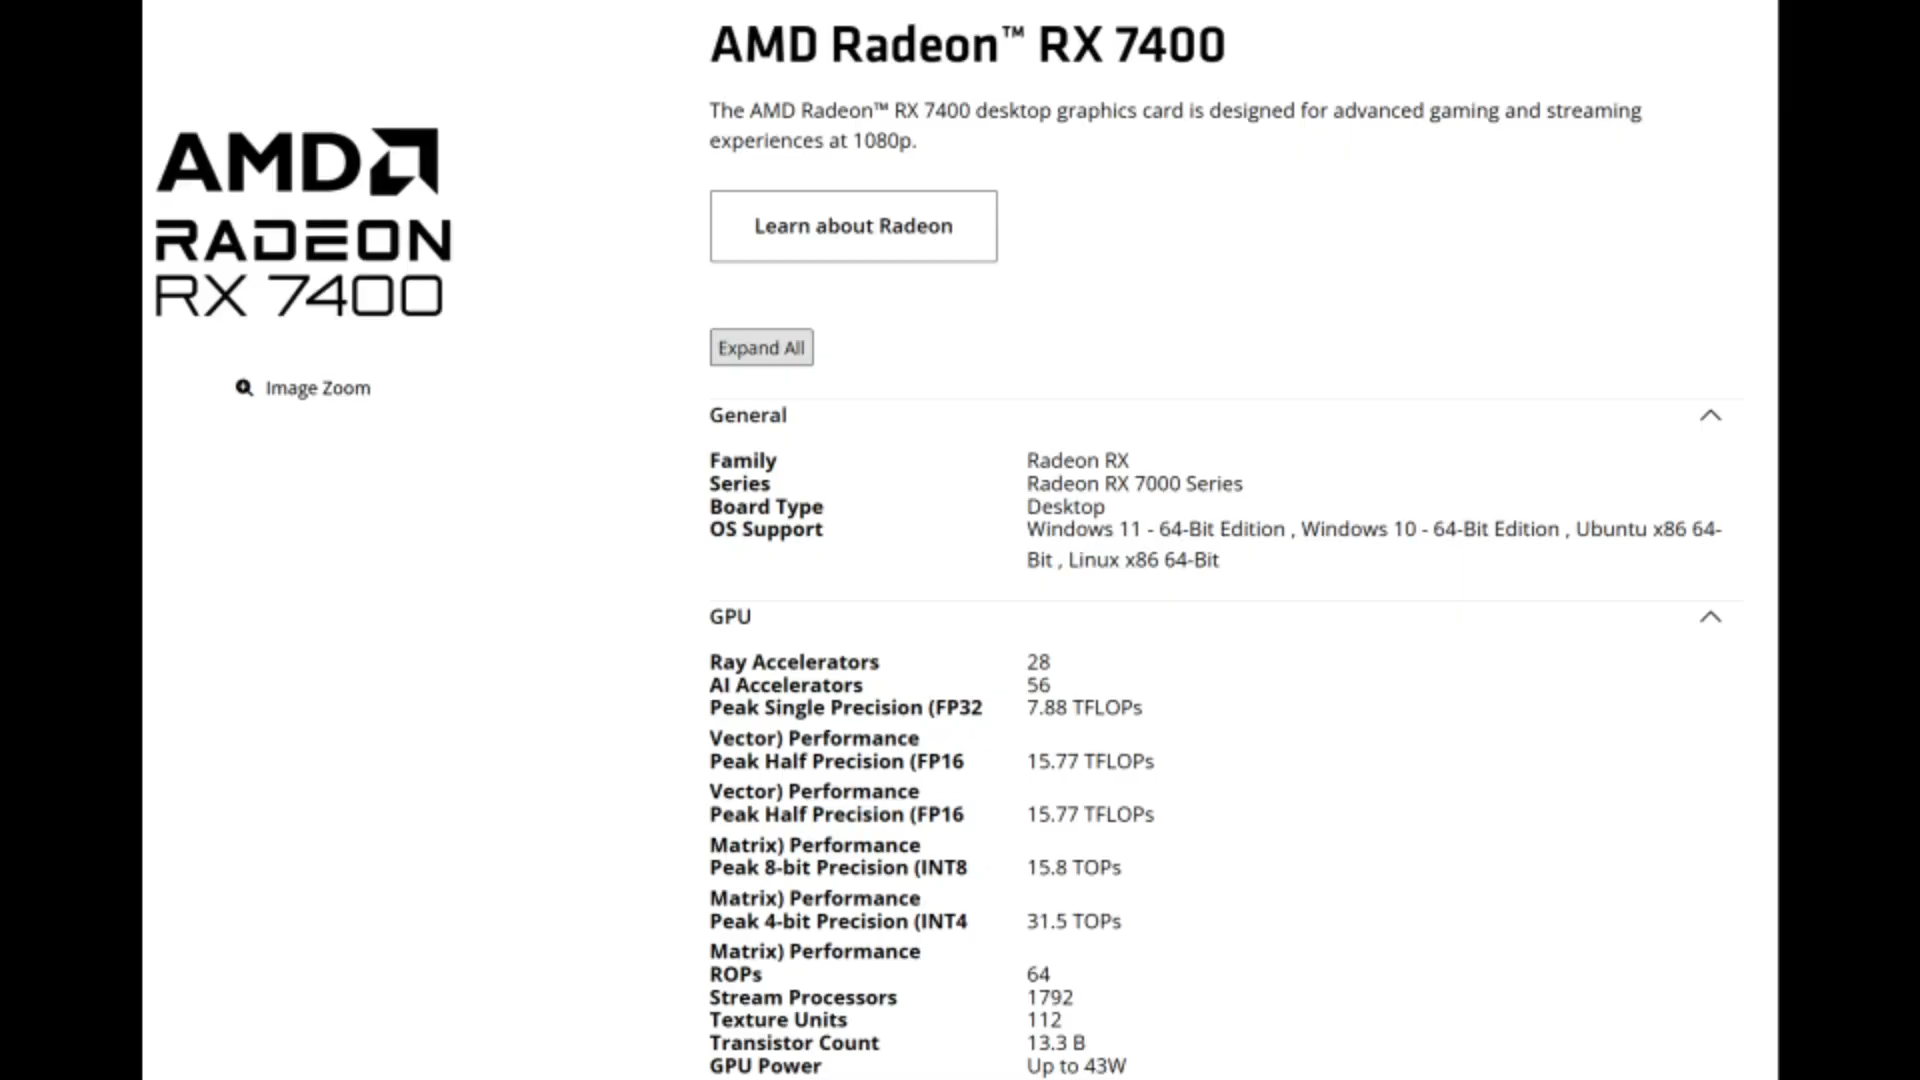 AMD Radeon™ RX 7400
The AMD Radeon™ RX 7400 desktop graphics card is designed for advanced gaming and streaming
experiences at 1080p.
AMD
RADEON
RX 7400
Learn about Radeon
Expand All
Image Zoom
General
Family Radeon RX
Series Radeon RX 7000 Series
Board Type Desktop
OS Support Windows 11 - 64-Bit Edition , Windows 10 - 64-Bit Edition , Ubuntu x86 64-
Bit , Linux x86 64-Bit
GPU
Ray Accelerators 28
AI Accelerators 56
Peak Single Precision (FP32 7.88 TFLOPs
Vector) Performance
Peak Half Precision (FP16 15.77 TFLOPs
Vector) Performance
Peak Half Precision (FP16 15.77 TFLOPs
Matrix) Performance
Peak 8-bit Precision (INT8 15.8 TOPs
Matrix) Performance
Peak 4-bit Precision (INT4 31.5 TOPs
Matrix) Performance
ROPs 64
Stream Processors 1792
Texture Units 112
Transistor Count 13.3 B
GPU Power Up to 43W